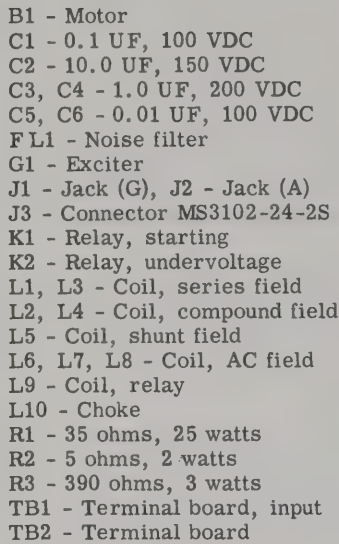 B1 - Motor
C1 - 0.1 UF, 100 VDC
C2 - 10.0 UF, 150 VDC
C3, C4 - 1.0 UF, 200 VDC
C5, C6 - 0.01 UF, 100 VDC
FL1 - Noise filter
G1 - Exciter
J1 - Jack (G), J2 - Jack (A)
J3 - Connector MS3102-24-2S
K1 - Relay, starting
K2 - Relay, undervoltage
L1, L3 - Coil, series field
L2, L4 - Coil, compound field
L5 - Coil, shunt field
L6, L7, L8 - Coil, AC field
L9 - Coil, relay
L10 - Choke
R1 - 35 ohms, 25 watts
R2 - 5 ohms, 2 watts
R3 - 390 ohms, 3 watts
TB1 - Terminal board, input
TB2 - Terminal board